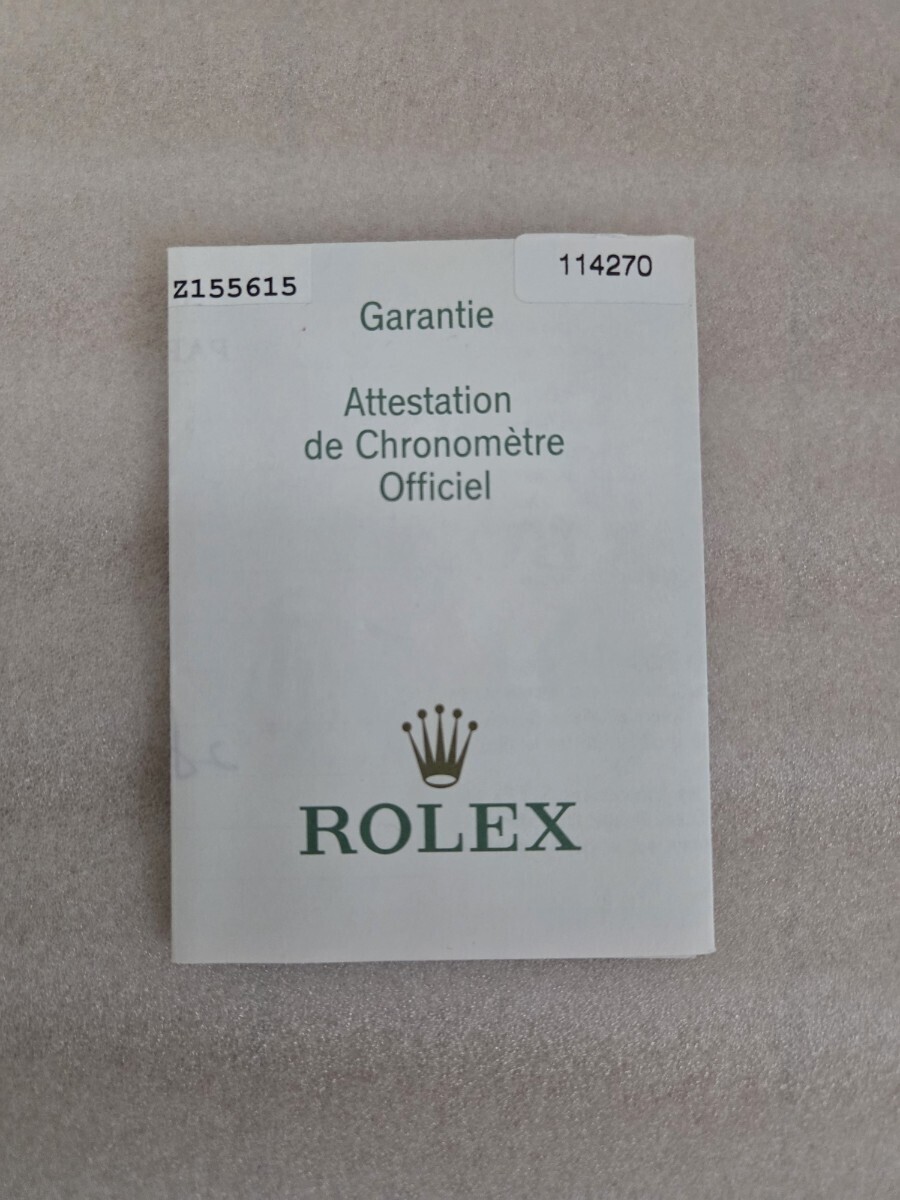 Z155615
114270
Garantie
Attestation
de Chronomètre
Officiel
ROLEX